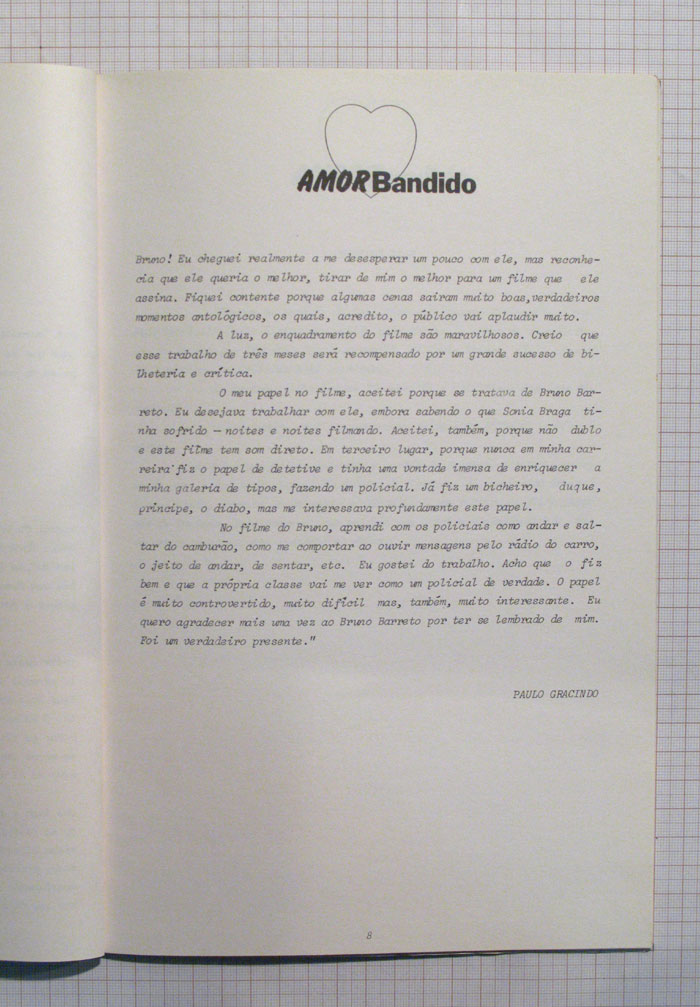 AMORBandido
Bruno! Eu cheguei realmente a me desesperar um pouco com ele, mas reconhe-
cia que ele queria o melhor, tirar de mim o melhor para um filme que ele
assina. Fiquei contente porque algumas cenas sairam muito boas,verdadeiros
momentos antológicos, os quais, acredito, o público vai aplaudir muito.
A luz, o enquadramento do filme são maravilhosos. Creio que
esse trabalho de três meses será recompensado por um grande sucesso de bi-
lheteria e crítica.
O meu papel no filme, aceitei porque se tratava de Bruno Bar-
reto. Eu desejava trabalhar com ele, embora sabendo o que Sonia Braga ti-
nha sofrido — noites e noites filmando. Aceitei, também, porque não dublo
e este filme tem som direto. Em terceiro lugar, porque nunca em minha car-
reira fiz o papel de detetive e tinha uma vontade imensa de enriquecer a
minha galeria de tipos, fazendo um policial. Já fiz um bicheiro, duque,
príncipe, o diabo, mas me interessava profundamente este papel.
No filme do Bruno, aprendi com os policiais como andar e sal-
tar do camburão, como me comportar ao ouvir mensagens pelo rádio do carro,
o jeito de andar, de sentar, etc. Eu gostei do trabalho. Acho que o fiz
bem e que a própria classe vai me ver como um policial de verdade. O papel
é muito controvertido, muito difícil mas, também, muito interessante. Eu
quero agradecer mais uma vez ao Bruno Barreto por ter se lembrado de mim.
Foi um verdadeiro presente."
PAULO GRACINDO
8